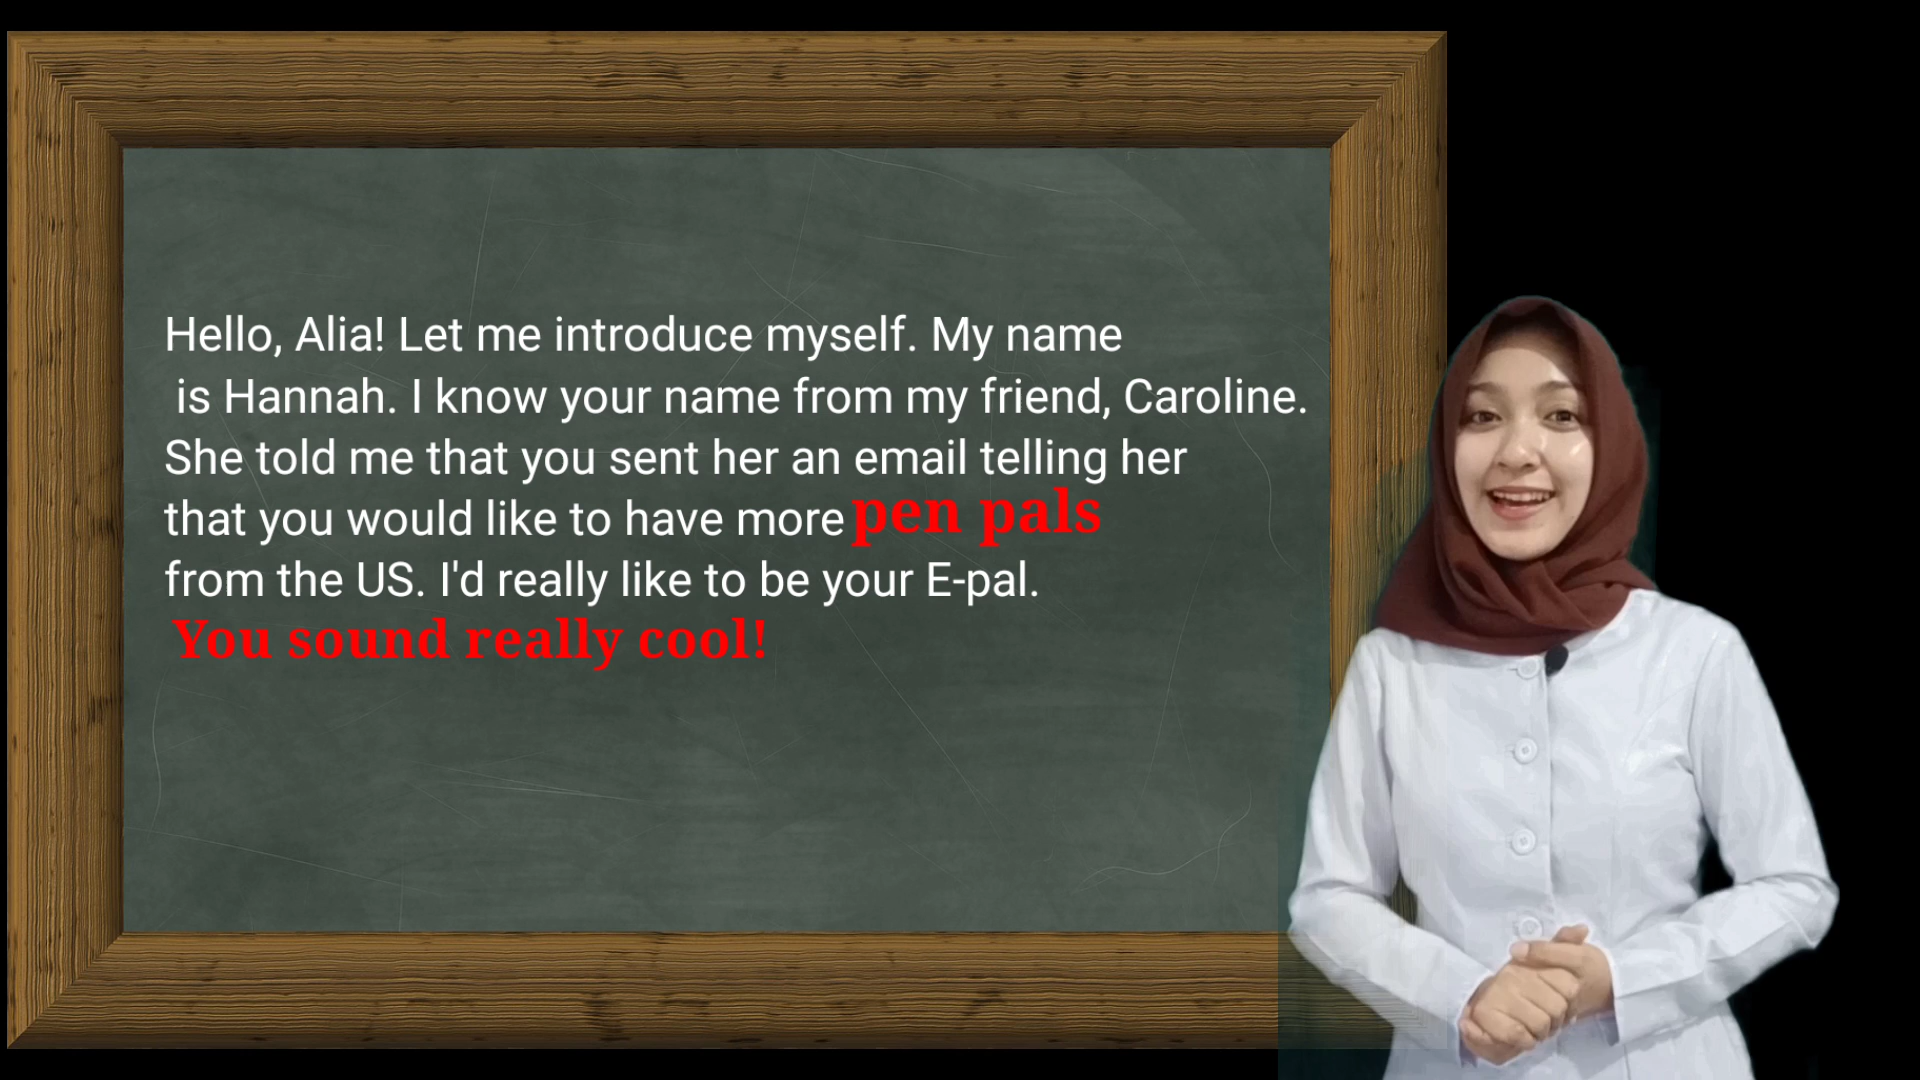 Hello, Alia! Let me introduce myself. My name
is Hannah. I know your name from my friend, Caroline.
She told me that you sent her an email telling her
that you would like to have more pen pals
from the US. I'd really like to be your E-pal.
You sound really cool!